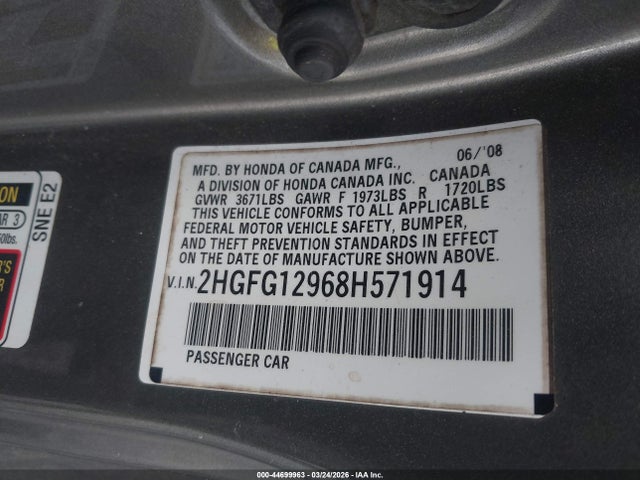 MFD. BY HONDA OF CANADA MFG., 06/'08
A DIVISION OF HONDA CANADA INC. CANADA
GVWR 3671LBS GAWR F 1973LBS R 1720LBS
THIS VEHICLE CONFORMS TO ALL APPLICABLE
FEDERAL MOTOR VEHICLE SAFETY, BUMPER,
AND THEFT PREVENTION STANDARDS IN EFFECT
ON THE DATE OF MANUFACTURE SHOWN ABOVE.
V.I.N. 2HGFG12968H571914
PASSENGER CAR
SNE E2
000-44699963 | 03/24/2026 | IAA Inc.